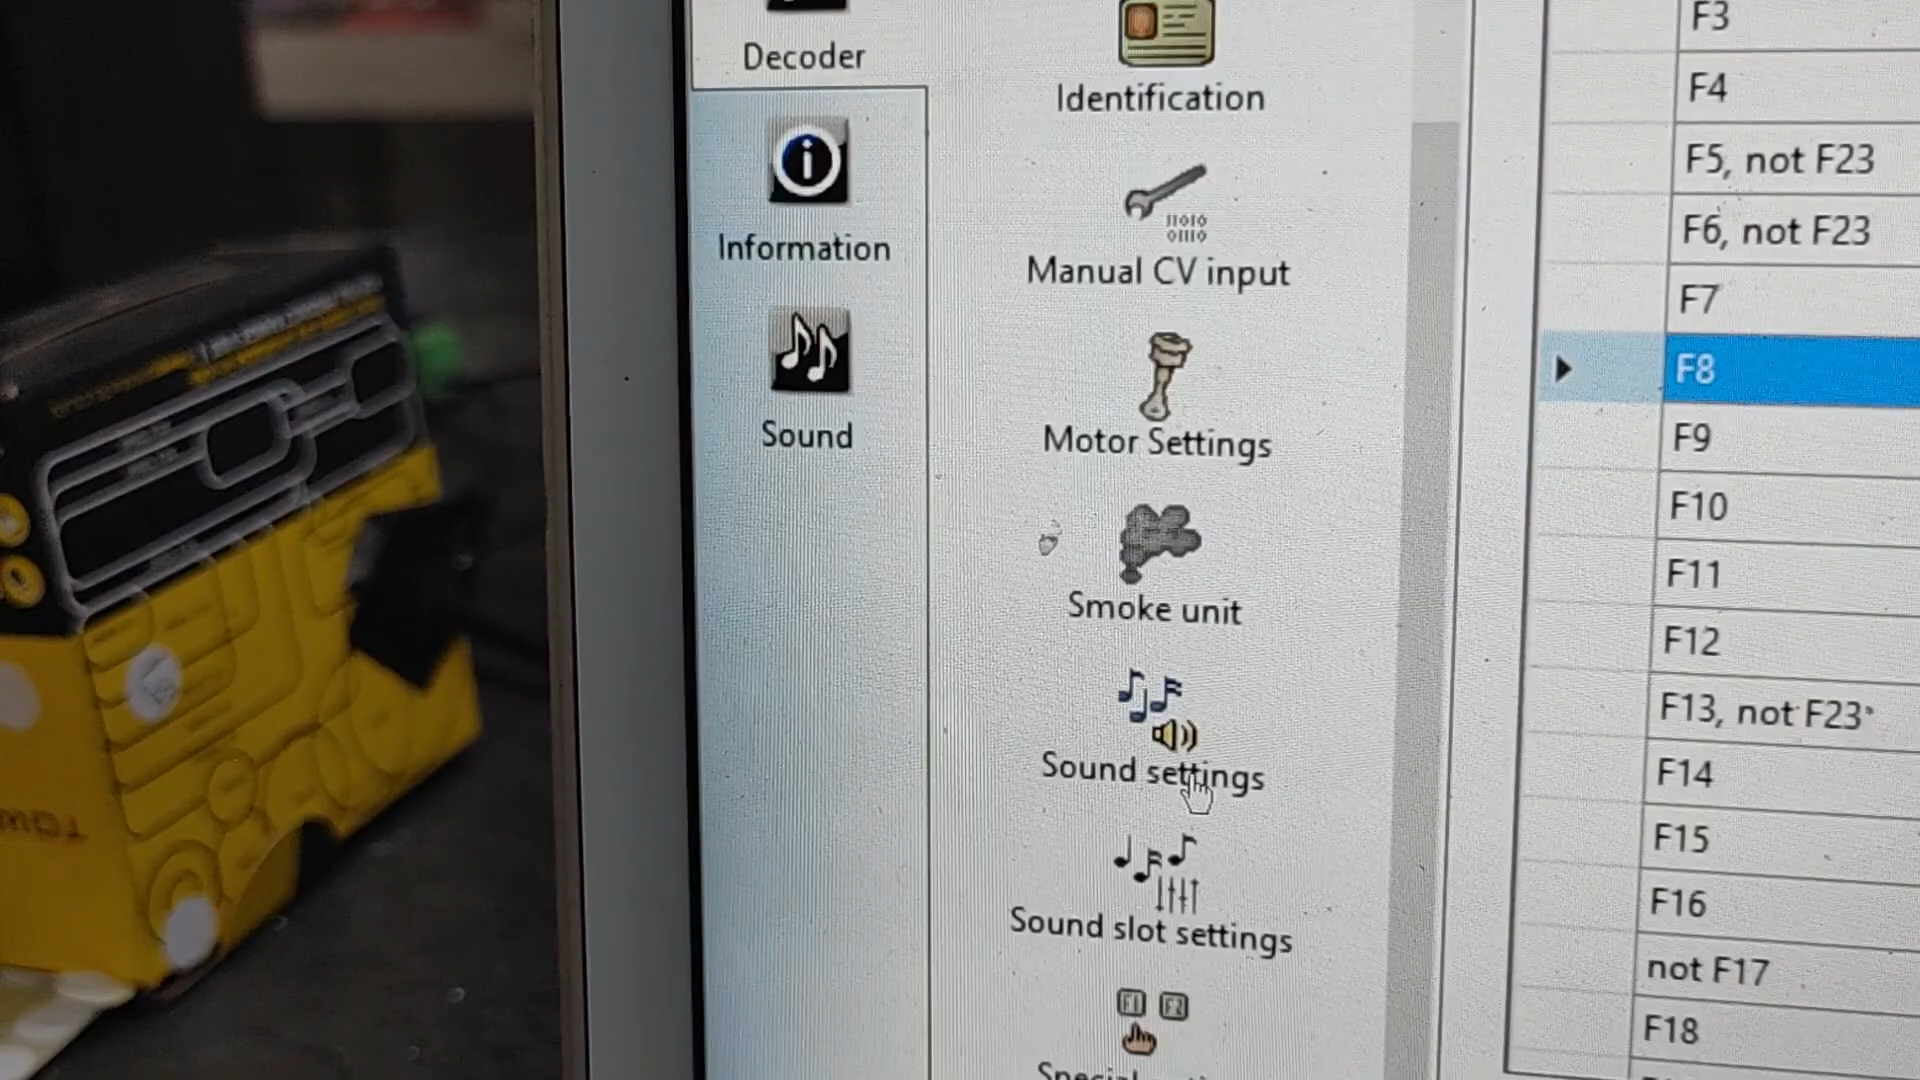 Decoder
Information
Sound
Identification
Manual CV input
Motor Settings
Smoke unit
Sound settings
Sound slot settings
F1 F2
F3
F4
F5, not F23
F6, not F23
F7
F8
F9
F10
F11
F12
F13, not F23
F14
F15
F16
not F17
F18